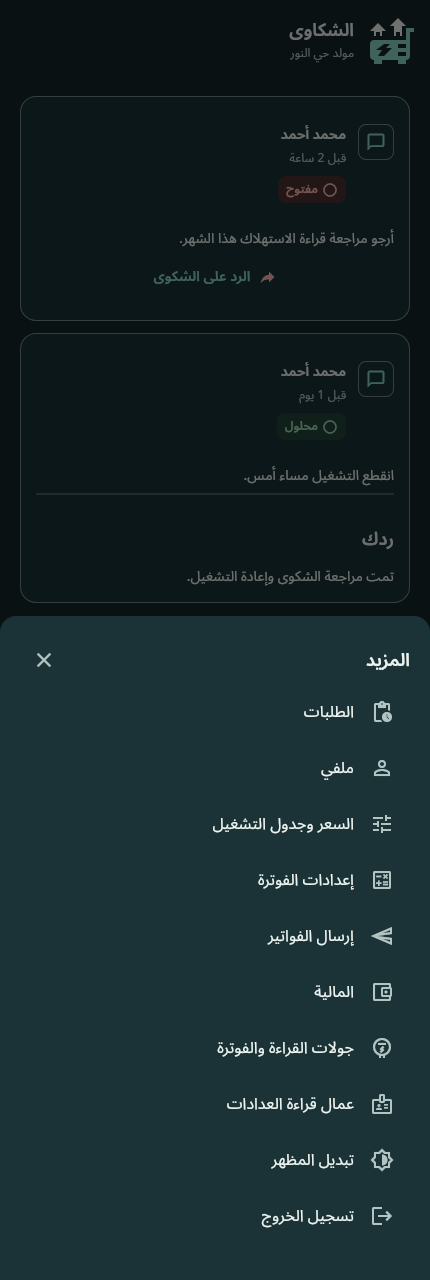 الشكاوى
مولد حي النور
محمد أحمد
قبل 2 ساعة
مفتوح
أرجو مراجعة قراءة الاستهلاك هذا الشهر.
الرد على الشكوى
محمد أحمد
قبل 1 يوم
محلول
انقطع التشغيل مساء أمس.
ردك
تمت مراجعة الشكوى وإعادة التشغيل.
المزيد
الطلبات
ملفي
السعر وجدول التشغيل
إعدادات الفوترة
إرسال الفواتير
المالية
جولات القراءة والفوترة
عمال قراءة العدادات
تبديل المظهر
تسجيل الخروج